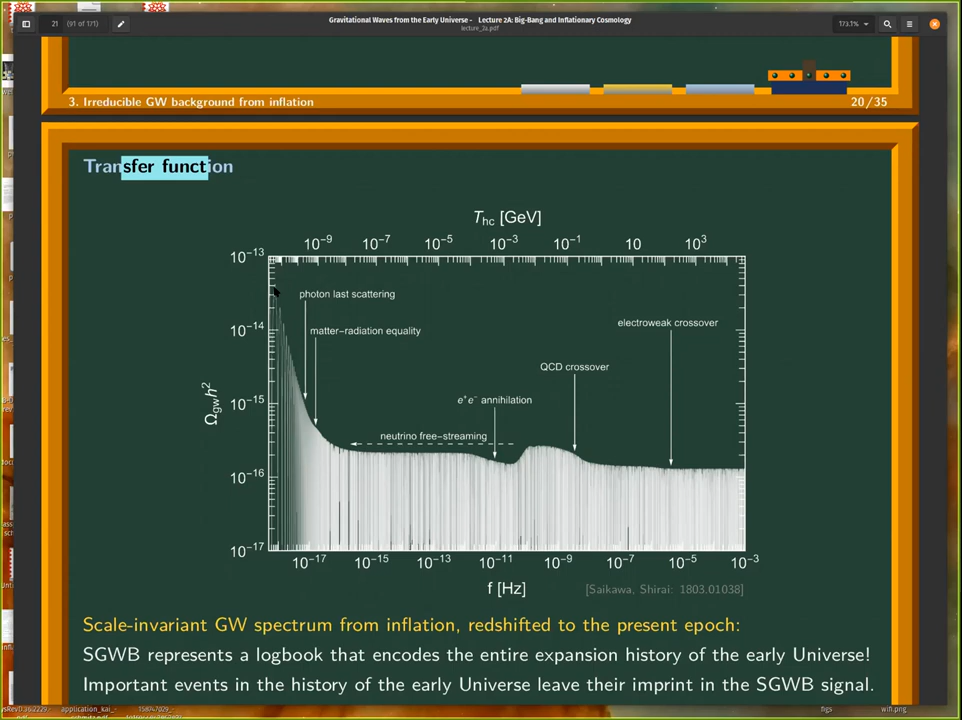 Gravitational Waves from the Early Universe - Lecture 2A: Big-Bang and Inflationary Cosmology
lecture_2a.pdf
21 (91 of 171)
173.1%
3. Irreducible GW background from inflation
20/35
Transfer function
T_hc [GeV]
10^-9 10^-7 10^-5 10^-3 10^-1 10 10^3
10^-13
photon last scattering
electroweak crossover
10^-14
matter-radiation equality
QCD crossover
Ω_gw h^2
10^-15
e^+e^- annihilation
neutrino free-streaming
10^-16
10^-17
10^-17 10^-15 10^-13 10^-11 10^-9 10^-7 10^-5 10^-3
f [Hz]
[Saikawa, Shirai: 1803.01038]
Scale-invariant GW spectrum from inflation, redshifted to the present epoch:
SGWB represents a logbook that encodes the entire expansion history of the early Universe!
Important events in the history of the early Universe leave their imprint in the SGWB signal.
figs
wifi.png